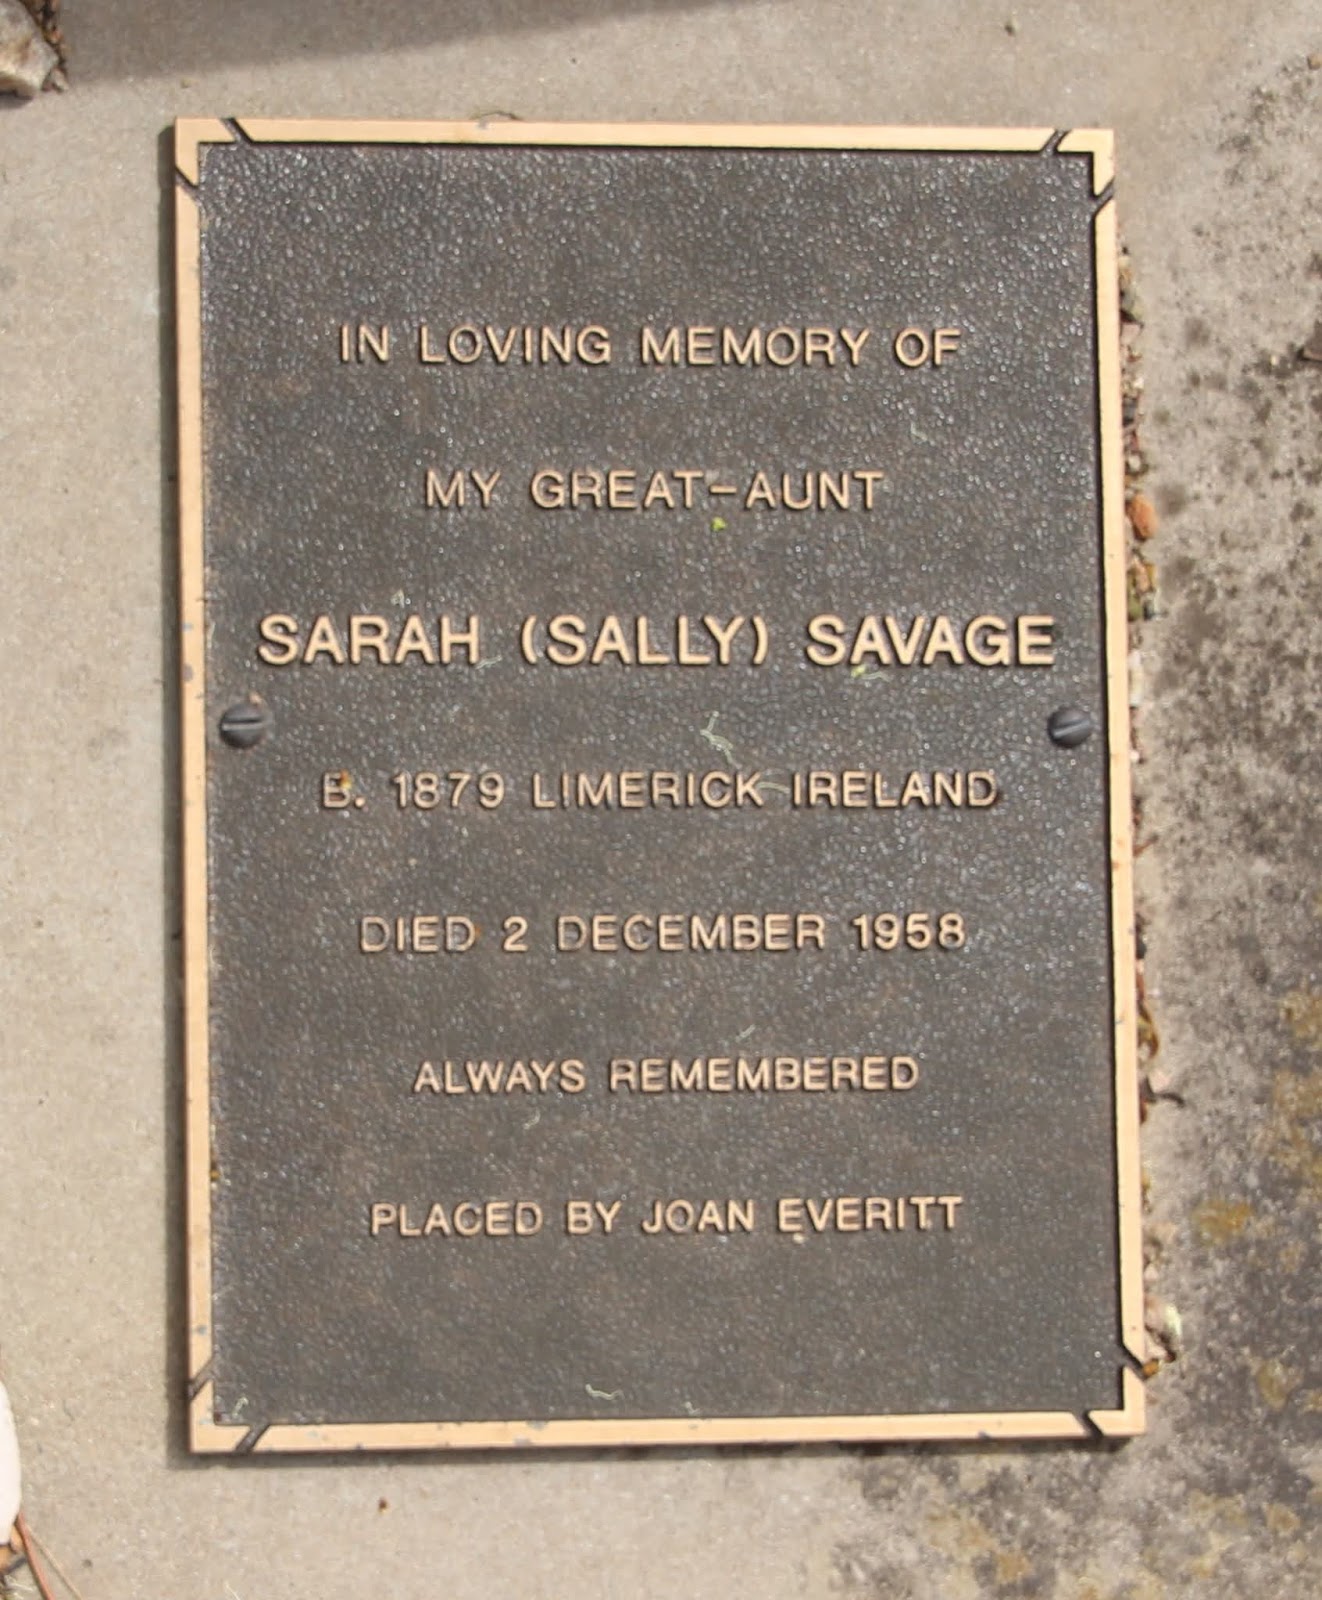 IN LOVING MEMORY OF
MY GREAT-AUNT
SARAH (SALLY) SAVAGE
B. 1879 LIMERICK IRELAND
DIED 2 DECEMBER 1958
ALWAYS REMEMBERED
PLACED BY JOAN EVERITT